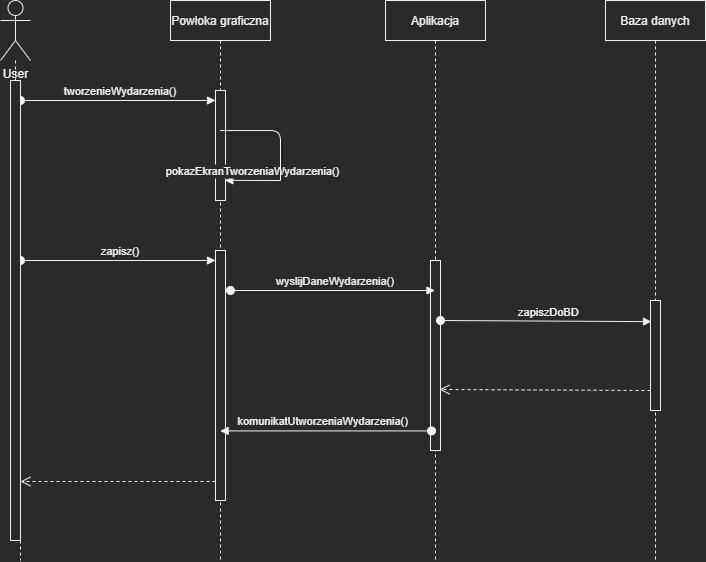 Powłoka graficzna
Aplikacja
Baza danych
User
tworzenieWydarzenia()
pokazEkranTworzeniaWydarzenia()
zapisz()
wyslijDaneWydarzenia()
zapiszDoBD
komunikatUtworzeniaWydarzenia()